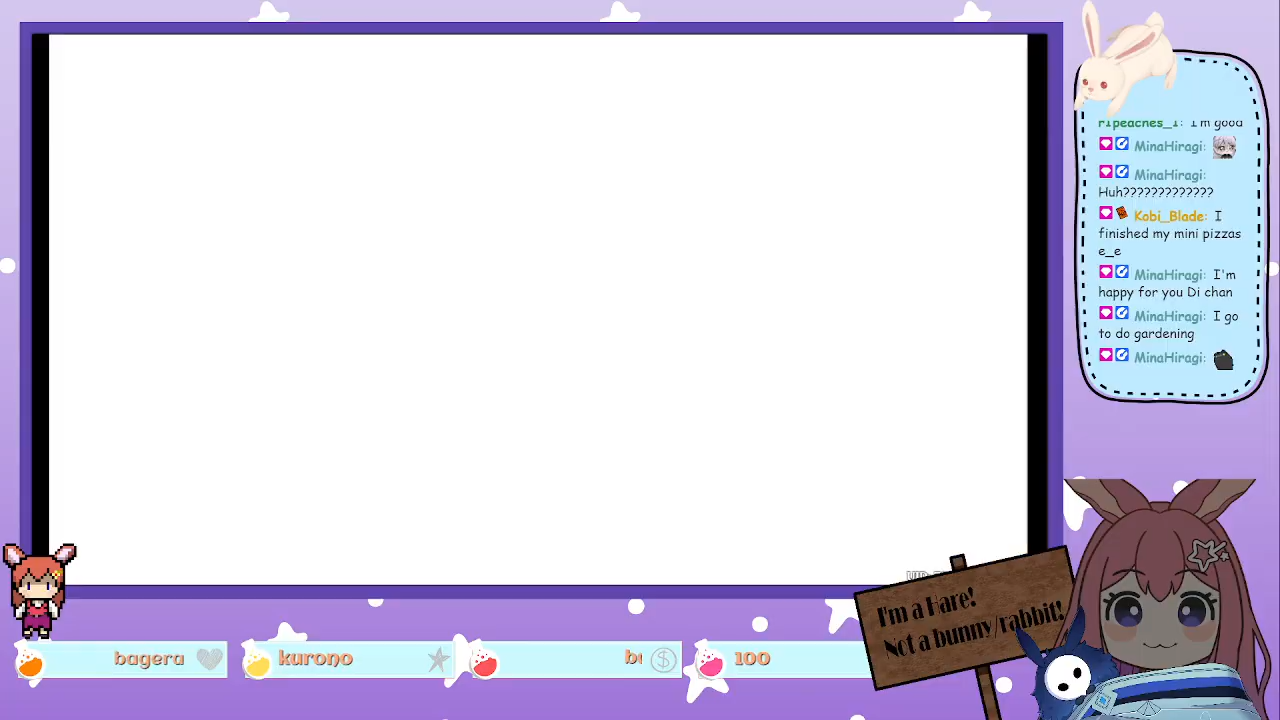 r1peaches_1: I'm good
MinaHiragi:
MinaHiragi:
Huh?????????????
Kobi_Blade: I
finished my mini pizzas
e_e
MinaHiragi: I'm
happy for you Di chan
MinaHiragi: I go
to do gardening
MinaHiragi:
I'm a Hare!
Not a bunny/rabbit!
bagera
kurono
100